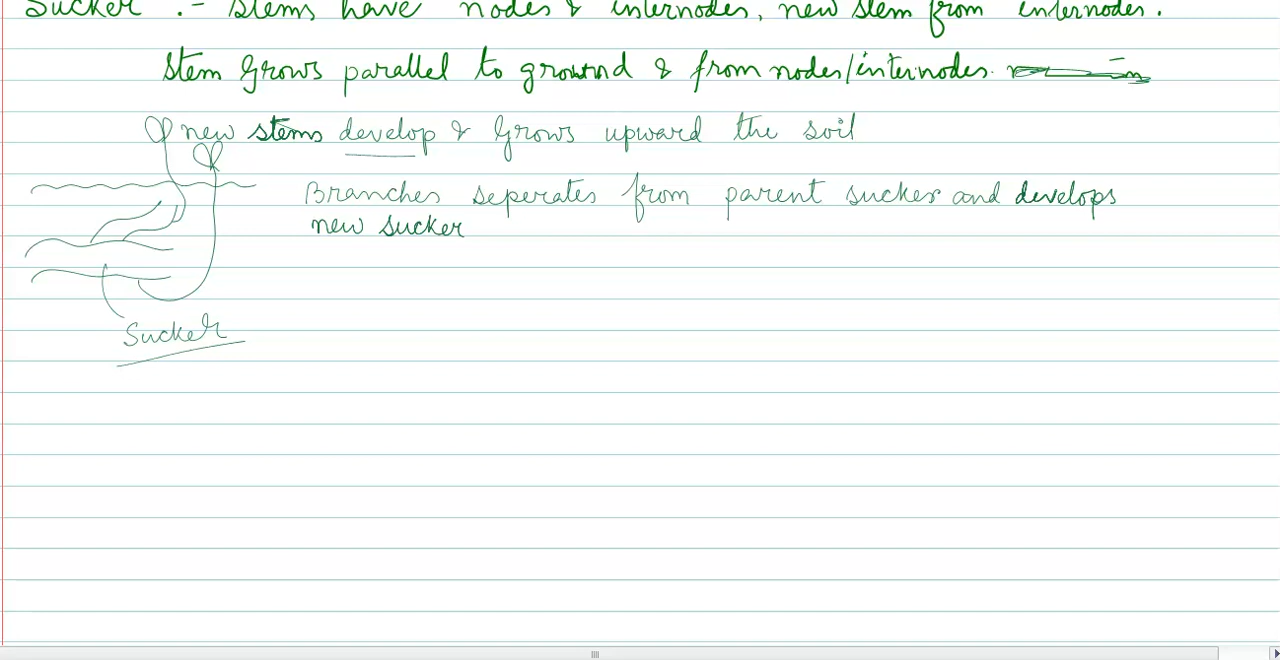 Sucker :- Stems have nodes & internodes, new stem from internodes.
Stem Grows parallel to ground & from nodes/internodes.
new stems develop & Grows upward the soil
Branches seperates from parent sucker and develops
new sucker
Sucker